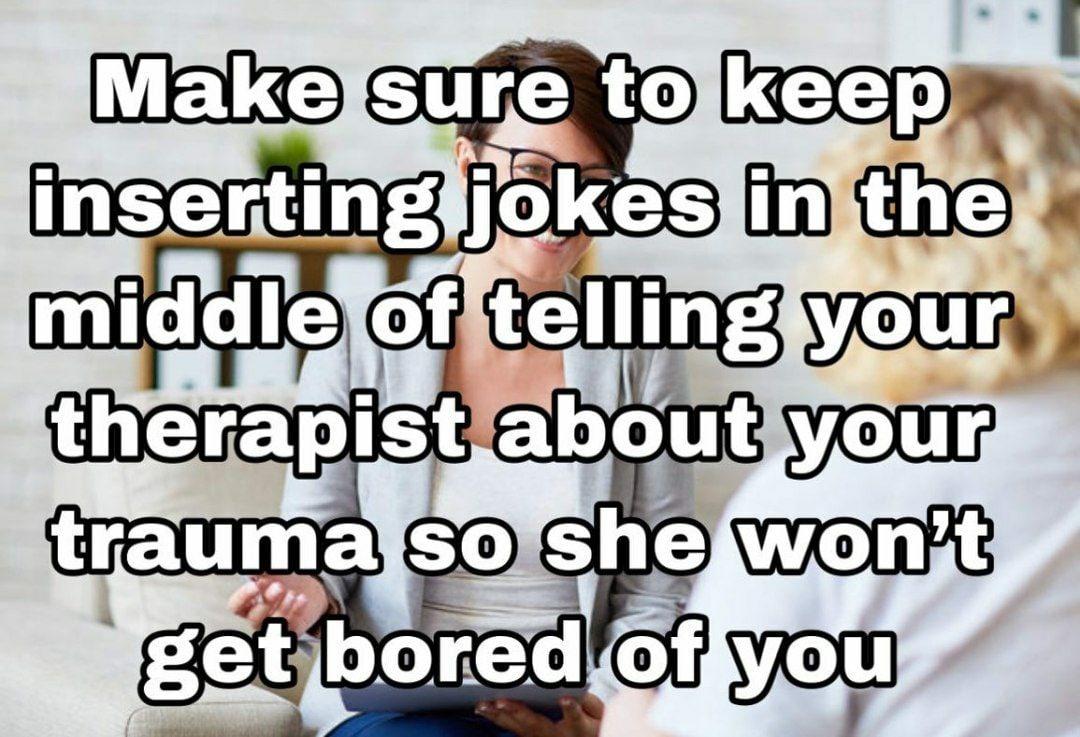 Make sure to keep
inserting jokes in the
middle of telling your
therapist about your
trauma so she won’t
get bored of you